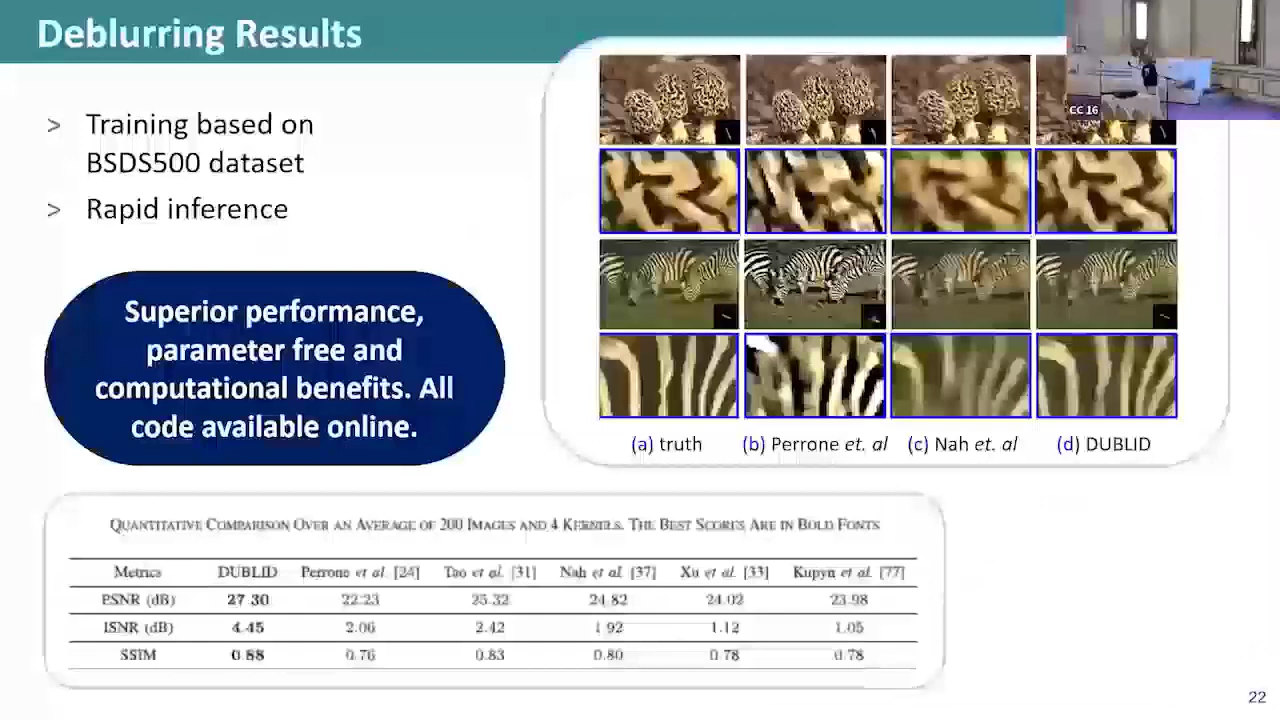 Deblurring Results
CC 16
> Training based on
BSDS500 dataset
> Rapid inference
Superior performance,
parameter free and
computational benefits. All
code available online.
(a) truth (b) Perrone et. al (c) Nah et. al (d) DUBLID
QUANTITATIVE COMPARISON OVER AN AVERAGE OF 200 IMAGES AND 4 KERNELS. THE BEST SCORES ARE IN BOLD FONTS
Metrics DUBLID Perrone et al. [24] Tao et al. [31] Nah et al. [37] Xu et al. [33] Kupyn et al. [77]
PSNR (dB) 27.30 22.23 25.32 24.82 24.02 23.98
ISNR (dB) 4.45 2.06 2.42 1.92 1.12 1.05
SSIM 0.88 0.76 0.83 0.80 0.78 0.78
22